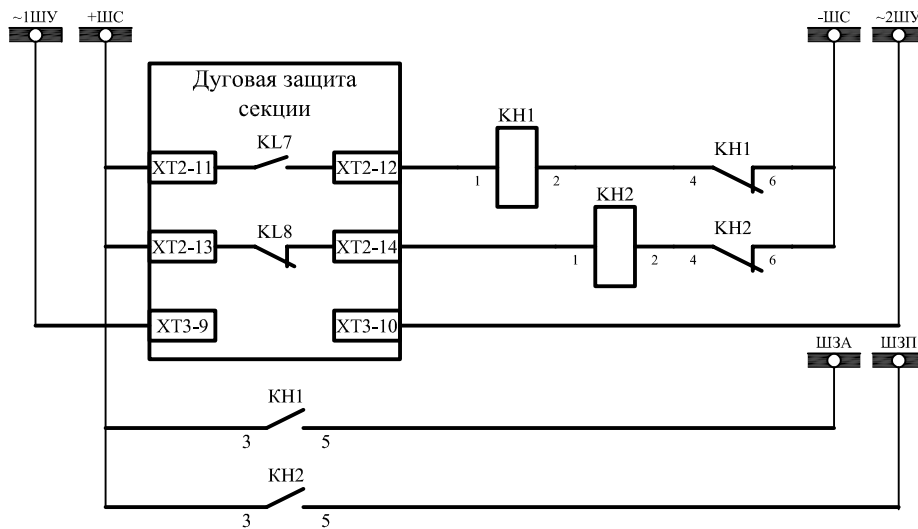 ~1ШУ +ШС -ШС ~2ШУ
Дуговая защита
секции
KL7
KH1
KH1
XT2-11 XT2-12
1 2 4 6
KH2
KL8
KH2
XT2-13 XT2-14
1 2 4 6
XT3-9 XT3-10
ШЗА ШЗП
KH1
3 5
KH2
3 5